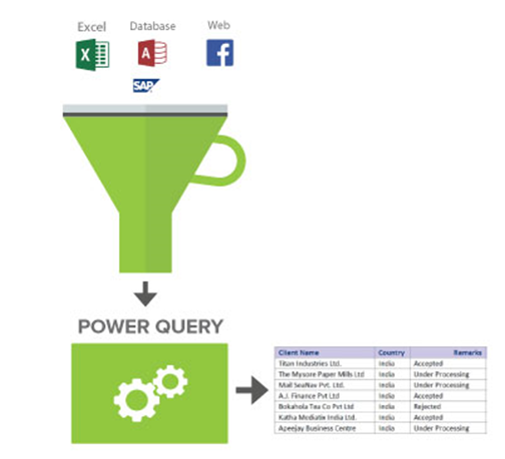 Excel Database Web
SAP
POWER QUERY
Client Name Country Remarks
Titan Industries Ltd. India Accepted
The Mysore Paper Mills Ltd India Under Processing
Mail SeaNav Pvt. Ltd. India Under Processing
A.J. Finance Pvt Ltd India Accepted
Bokahola Tea Co Pvt Ltd India Rejected
Katha Mediatix India Ltd. India Accepted
Apeejay Business Centre India Under Processing